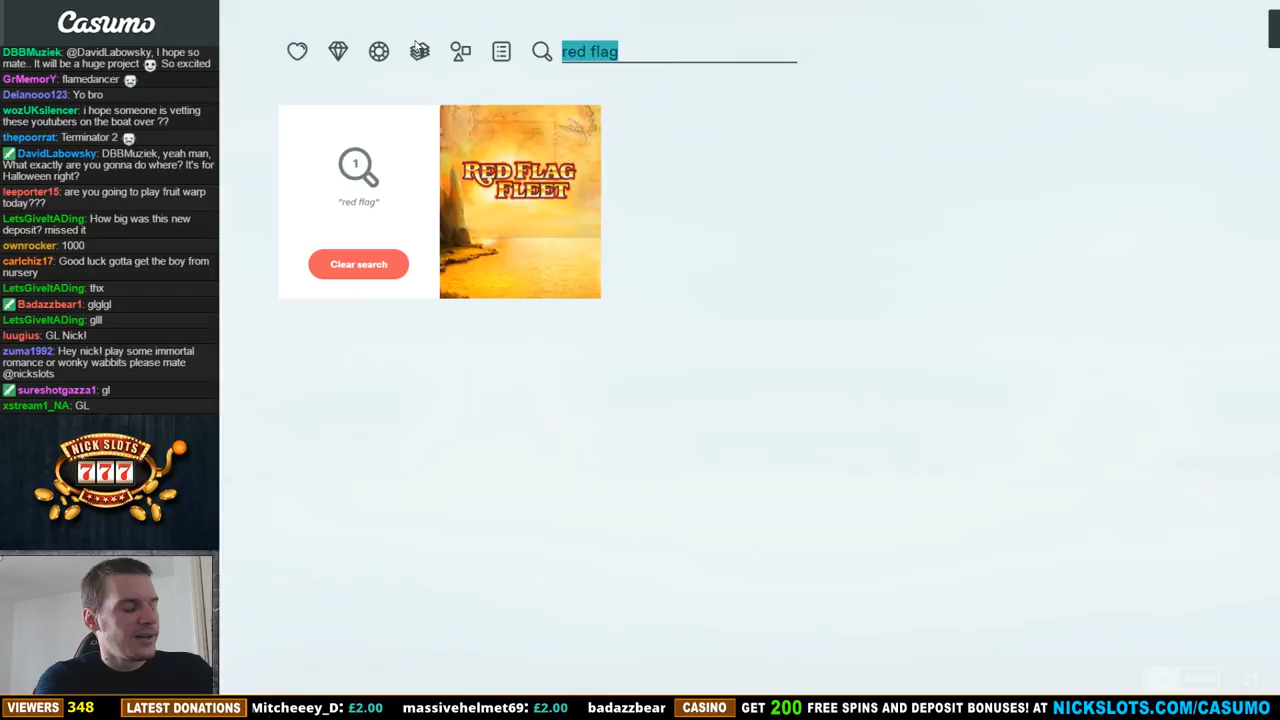 Casumo
DBBMuziek: @DavidLabowsky, I hope so
mate.. It will be a huge project So excited
GrMemorY: flamedancer
Delanooo123: Yo bro
wozUKsilencer: i hope someone is vetting
these youtubers on the boat over ??
thepoorrat: Terminator 2
DavidLabowsky: DBBMuziek, yeah man,
What exactly are you gonna do where? It's for
Halloween right?
leeporter15: are you going to play fruit warp
today???
LetsGiveItADing: How big was this new
deposit? missed it
ownrocker: 1000
carlchiz17: Good luck gotta get the boy from
nursery
LetsGiveItADing: thx
Badazzbear1: glglgl
LetsGiveItADing: glll
luugius: GL Nick!
zuma1992: Hey nick! play some immortal
romance or wonky wabbits please mate
@nickslots
sureshotgazza1: gl
xstream1_NA: GL
NICK SLOTS
777
red flag
1
"red flag"
Clear search
RED FLAG
FLEET
VIEWERS 348 LATEST DONATIONS Mitcheeey_D: £2.00 massivehelmet69: £2.00 badazzbear CASINO GET 200 FREE SPINS AND DEPOSIT BONUSES! AT NICKSLOTS.COM/CASUMO